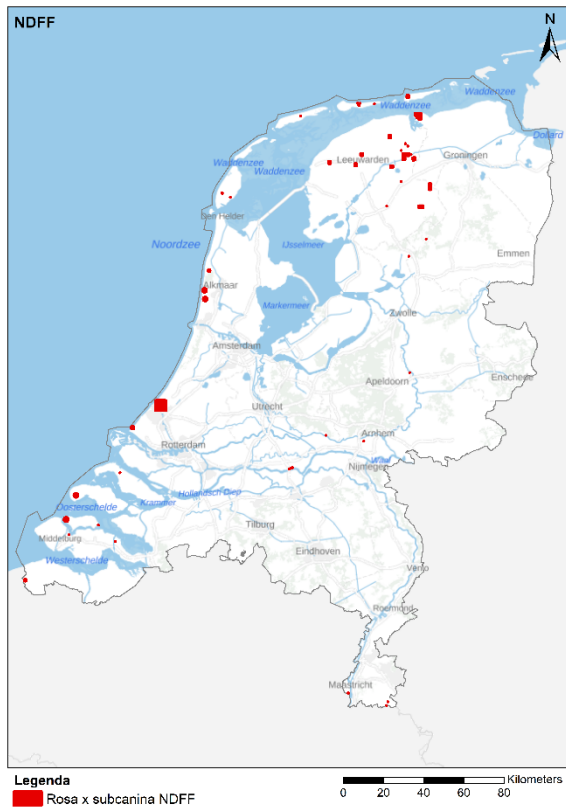 NDFF
N
Waddenzee
Waddenzee
Dollard
Waddenzee
Leeuwarden
Groningen
Waddenzee
Den Helder
Noordzee
IJsselmeer
Emmen
Alkmaar
Markermeer
Zwolle
Amsterdam
Apeldoorn
Enschede
Utrecht
Arnhem
Rotterdam
Waal
Nijmegen
Hollandsch Diep
Krammer
Oosterschelde
Tilburg
Middelburg
Eindhoven
Westerschelde
Venlo
Roermond
Maastricht
Legenda
Rosa x subcanina NDFF
Kilometers
0 20 40 60 80